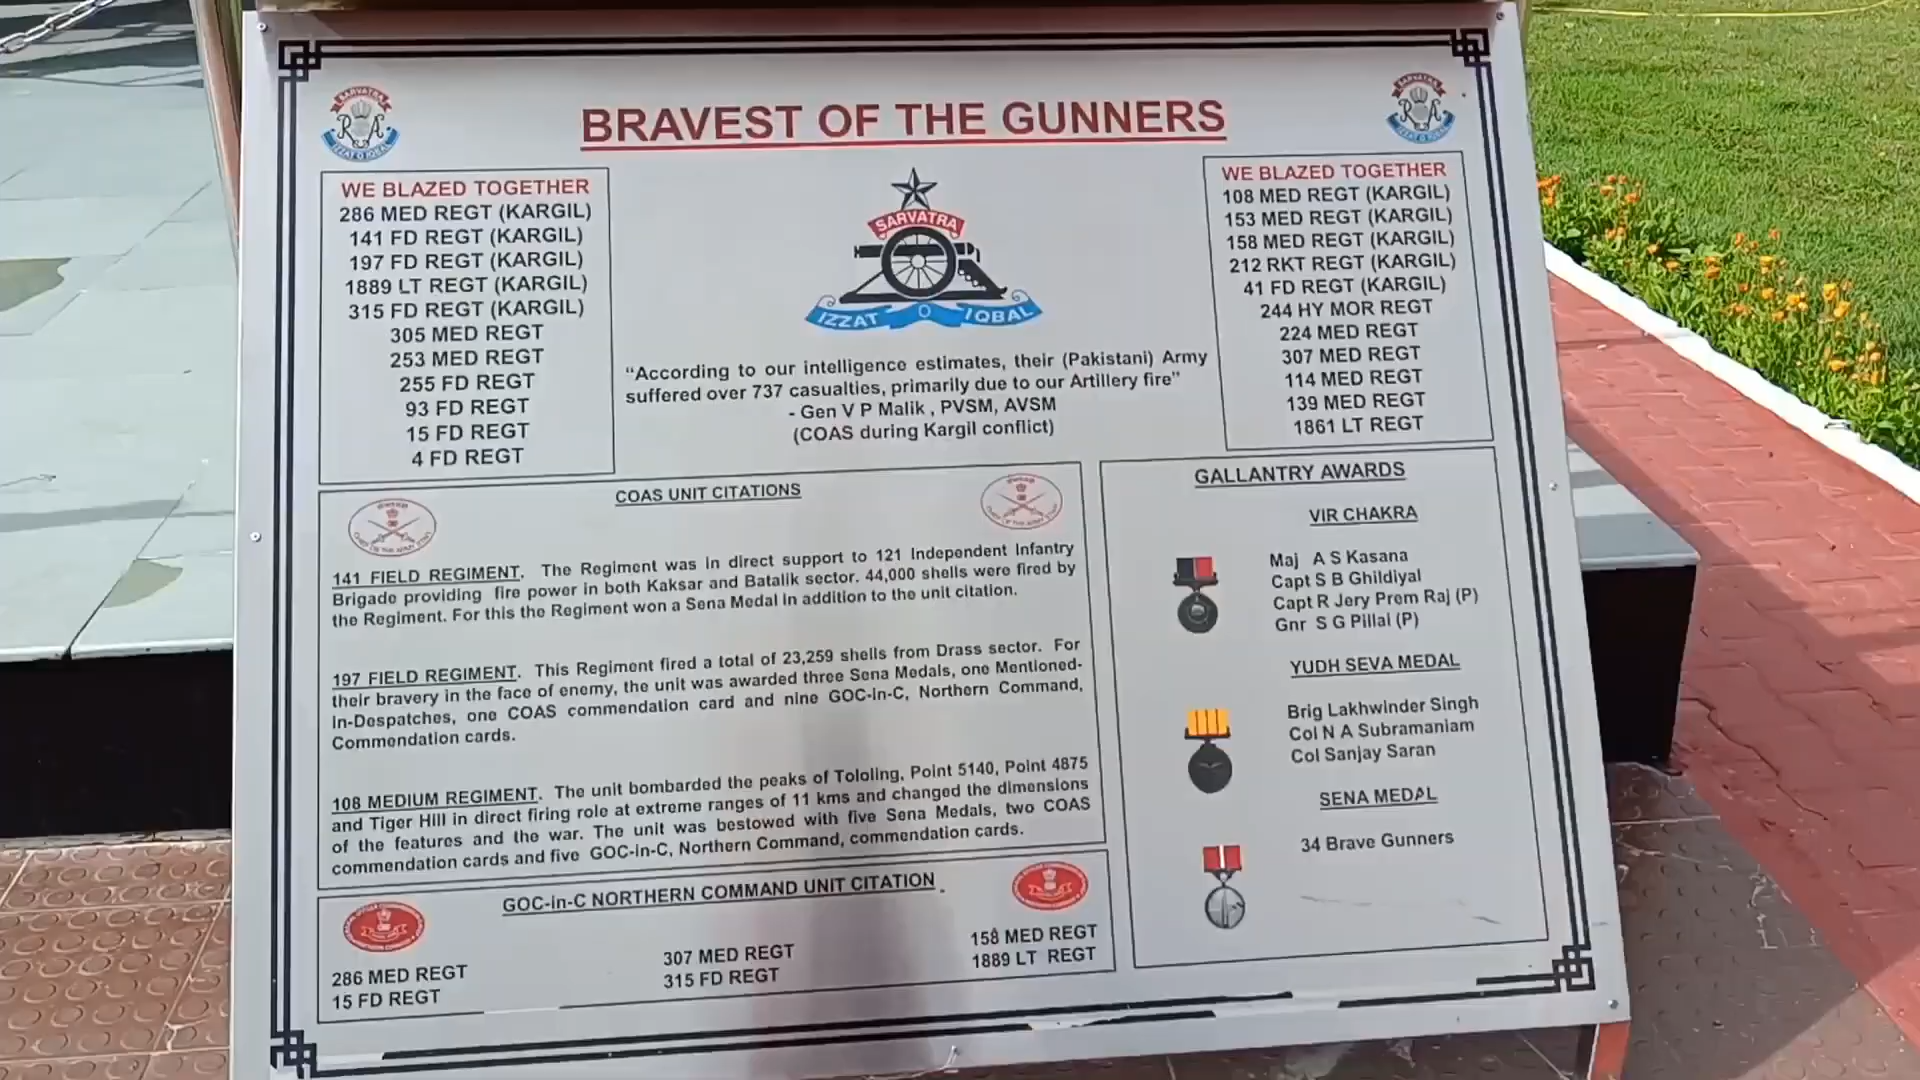 BRAVEST OF THE GUNNERS
SARVATRA
R A
IZZAT O IQBAL
SARVATRA
R A
IZZAT O IQBAL
WE BLAZED TOGETHER
286 MED REGT (KARGIL)
141 FD REGT (KARGIL)
197 FD REGT (KARGIL)
1889 LT REGT (KARGIL)
315 FD REGT (KARGIL)
305 MED REGT
253 MED REGT
255 FD REGT
93 FD REGT
15 FD REGT
4 FD REGT
SARVATRA
IZZAT O IQBAL
“According to our intelligence estimates, their (Pakistani) Army
suffered over 737 casualties, primarily due to our Artillery fire”
- Gen V P Malik , PVSM, AVSM
(COAS during Kargil conflict)
WE BLAZED TOGETHER
108 MED REGT (KARGIL)
153 MED REGT (KARGIL)
158 MED REGT (KARGIL)
212 RKT REGT (KARGIL)
41 FD REGT (KARGIL)
244 HY MOR REGT
224 MED REGT
307 MED REGT
114 MED REGT
139 MED REGT
1861 LT REGT
COAS UNIT CITATIONS
141 FIELD REGIMENT. The Regiment was in direct support to 121 Independent Infantry
Brigade providing fire power in both Kaksar and Batalik sector. 44,000 shells were fired by
the Regiment. For this the Regiment won a Sena Medal in addition to the unit citation.
197 FIELD REGIMENT. This Regiment fired a total of 23,259 shells from Drass sector. For
their bravery in the face of enemy, the unit was awarded three Sena Medals, one Mentioned-
in-Despatches, one COAS commendation card and nine GOC-in-C, Northern Command,
Commendation cards.
108 MEDIUM REGIMENT. The unit bombarded the peaks of Tololing, Point 5140, Point 4875
and Tiger Hill in direct firing role at extreme ranges of 11 kms and changed the dimensions
of the features and the war. The unit was bestowed with five Sena Medals, two COAS
commendation cards and five GOC-in-C, Northern Command, commendation cards.
GALLANTRY AWARDS
VIR CHAKRA
Maj A S Kasana
Capt S B Ghildiyal
Capt R Jery Prem Raj (P)
Gnr S G Pillai (P)
YUDH SEVA MEDAL
Brig Lakhwinder Singh
Col N A Subramaniam
Col Sanjay Saran
SENA MEDAL
34 Brave Gunners
GOC-in-C NORTHERN COMMAND UNIT CITATION .
286 MED REGT
15 FD REGT
307 MED REGT
315 FD REGT
158 MED REGT
1889 LT REGT